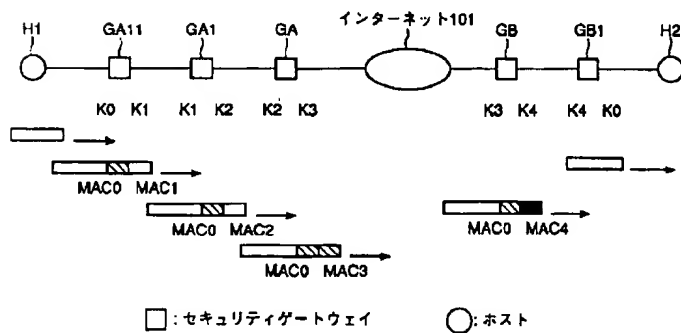 H1 GA11 GA1 GA インターネット101 GB GB1 H2
K0 K1 K1 K2 K2 K3 K3 K4 K4 K0
MAC0 MAC1
MAC0 MAC2
MAC0 MAC3
MAC0 MAC4
□:セキュリティゲートウェイ ○:ホスト